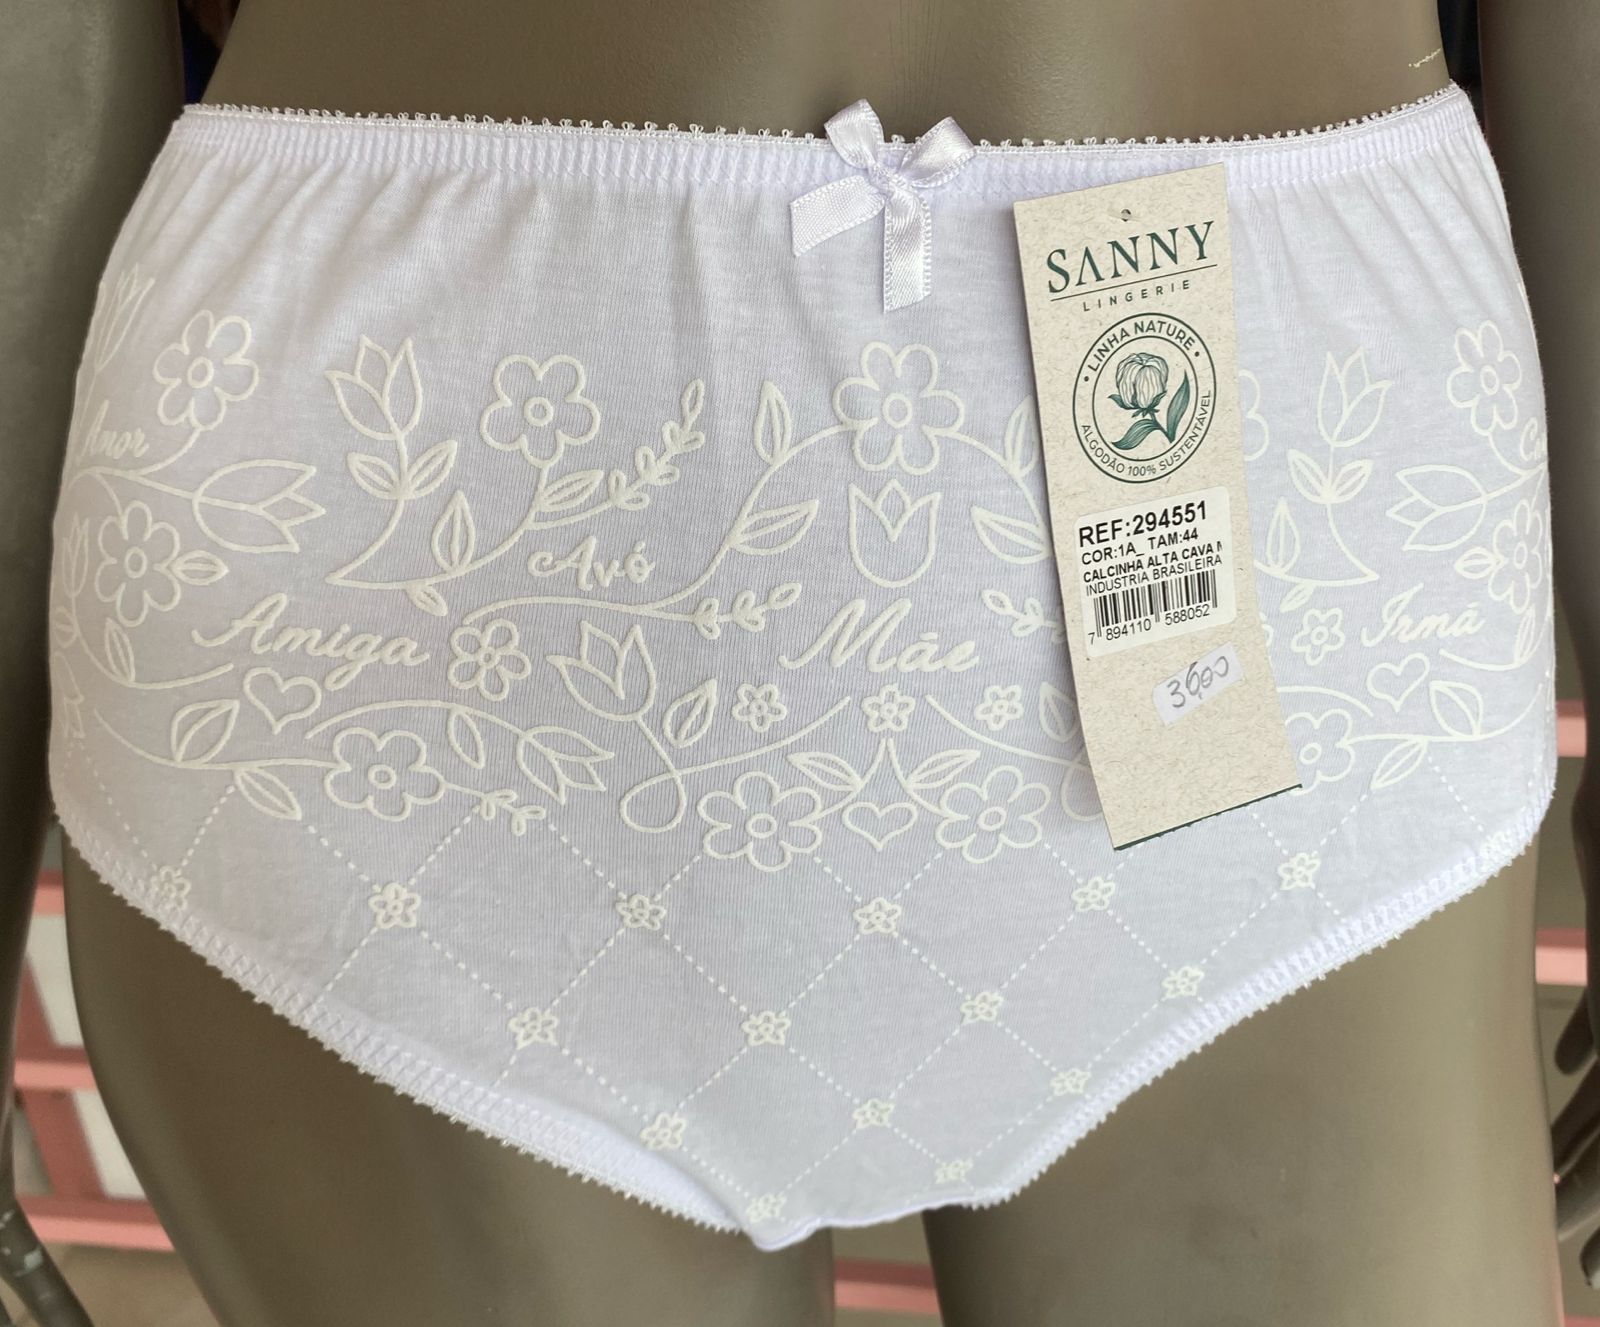 SANNY
LINGERIE
• LINHA NATURE •
ALGODÃO 100% SUSTENTÁVEL
REF:294551
COR:1A_ TAM:44
CALCINHA ALTA CAVA
INDUSTRIA BRASILEIRA
7 894110 588052
36,00
Amor
Avó
Amiga
Mãe
Irmã